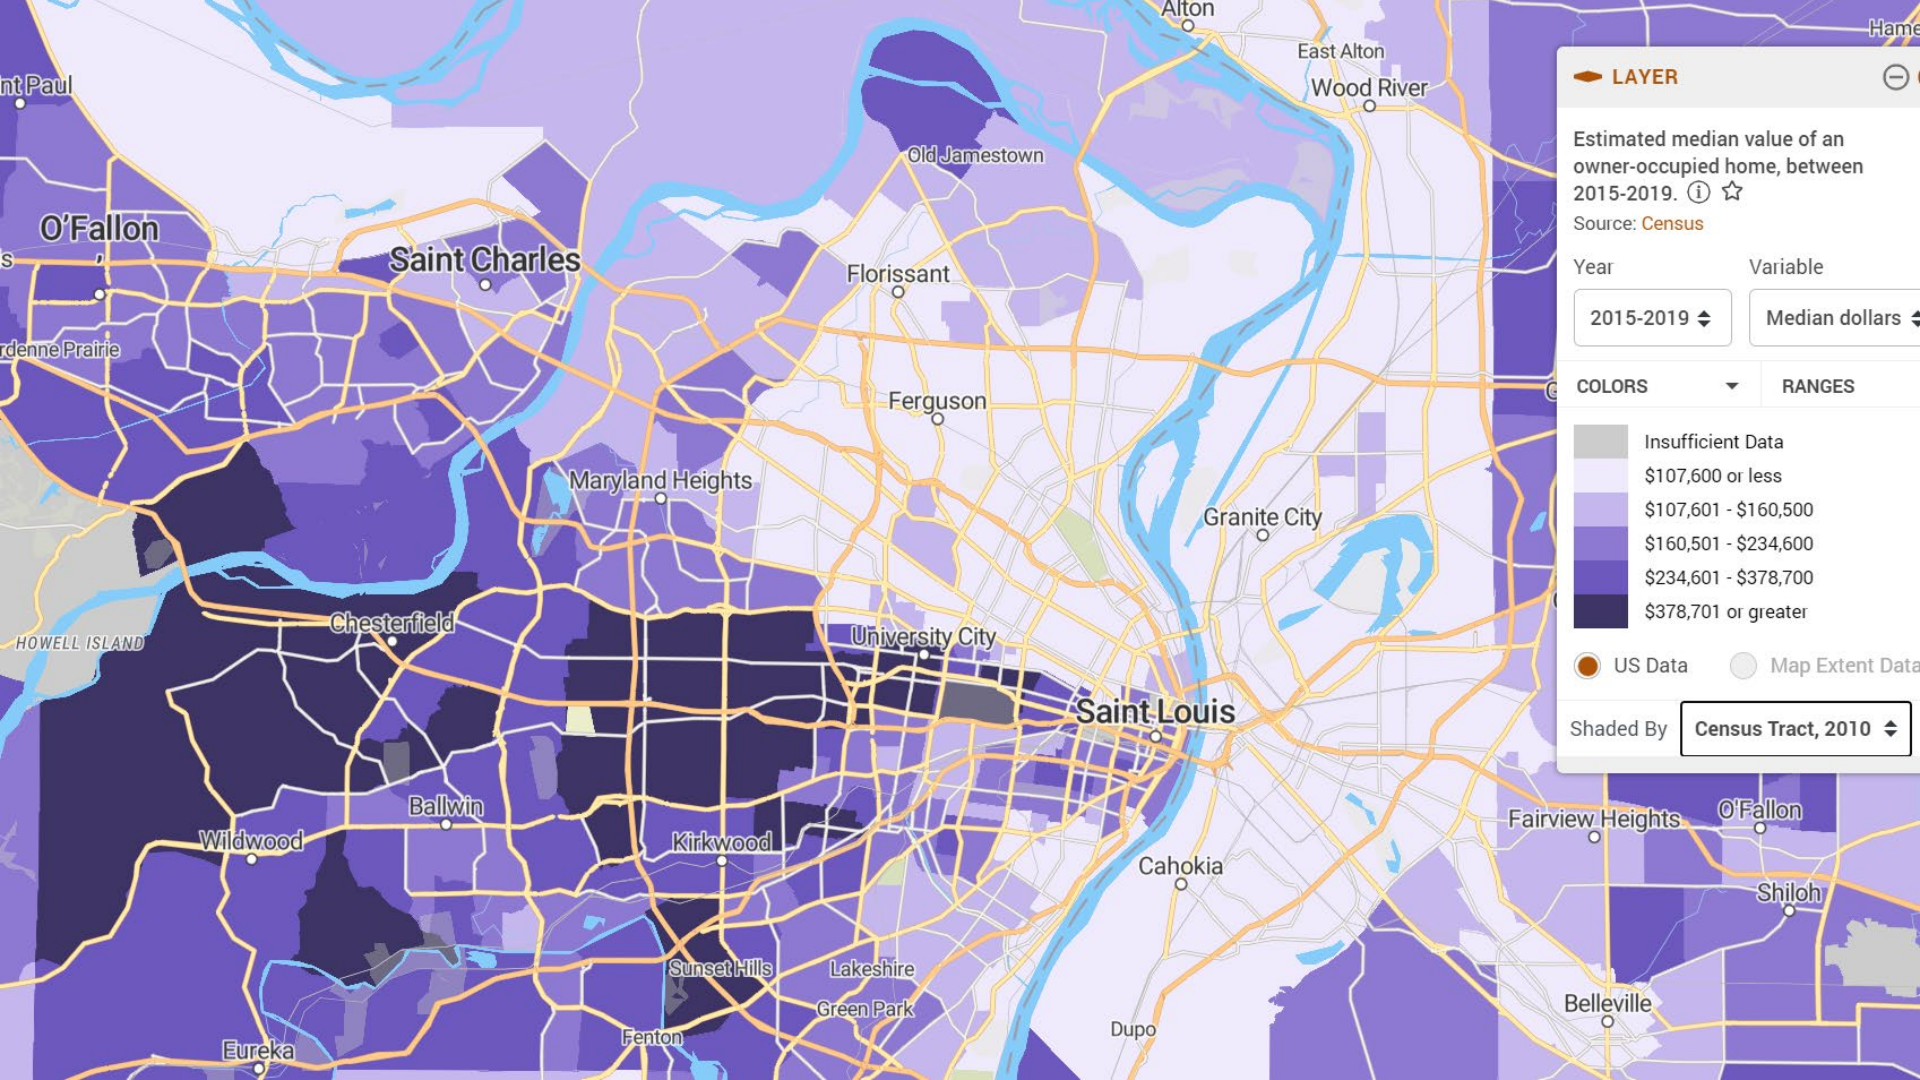 Alton
Hame
East Alton
nt Paul
Wood River
Old Jamestown
O'Fallon
Saint Charles
s
Florissant
rdenne Prairie
Ferguson
Maryland Heights
Granite City
Chesterfield
University City
HOWELL ISLAND
Saint Louis
Ballwin
Wildwood
Kirkwood
Cahokia
Fairview Heights
O'Fallon
Shiloh
Sunset Hills
Lakeshire
Green Park
Belleville
Dupo
Fenton
Eureka
LAYER
Estimated median value of an
owner-occupied home, between
2015-2019.
Source: Census
Year Variable
2015-2019 Median dollars
COLORS RANGES
Insufficient Data
$107,600 or less
$107,601 - $160,500
$160,501 - $234,600
$234,601 - $378,700
$378,701 or greater
US Data Map Extent Data
Shaded By Census Tract, 2010